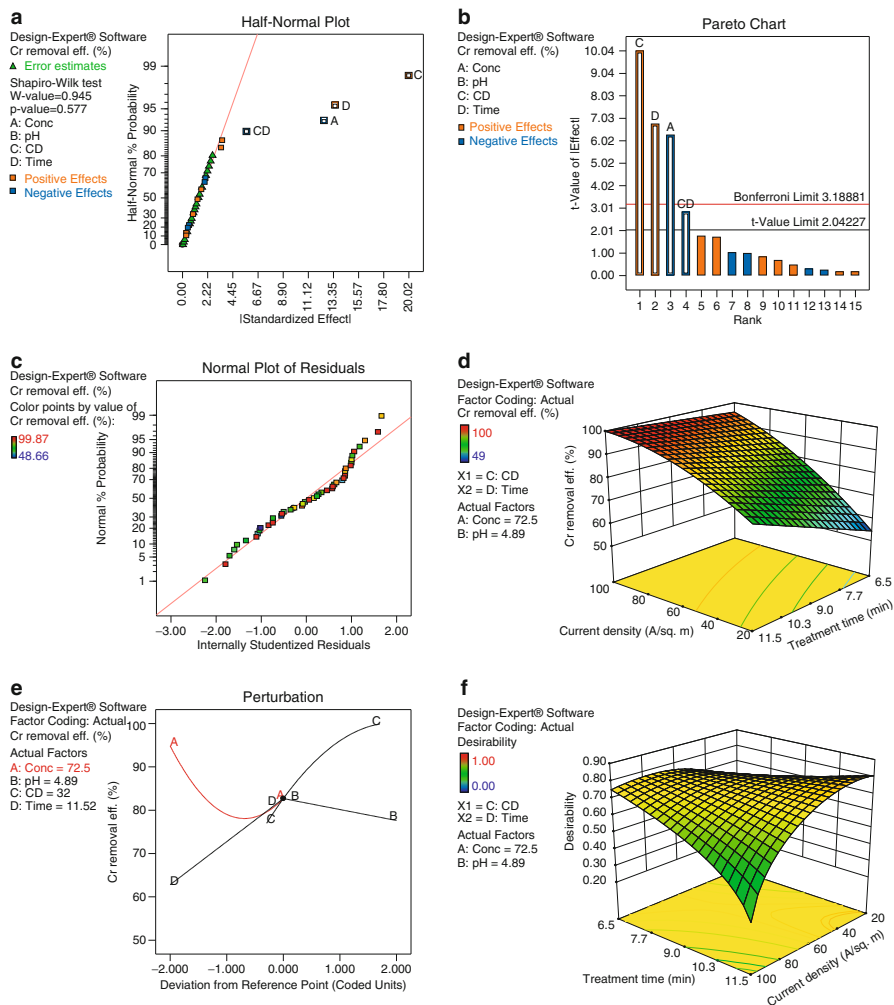 a
Half-Normal Plot
Design-Expert® Software
Cr removal eff. (%)
Error estimates
Shapiro-Wilk test
W-value=0.945
p-value=0.577
A: Conc
B: pH
C: CD
D: Time
Positive Effects
Negative Effects
Half-Normal % Probability
99
95
90
80
70
50
30
20
10
0
C
D
A
CD
0.00
2.22
4.45
6.67
8.90
11.12
13.35
15.57
17.80
20.02
|Standardized Effect|
b
Pareto Chart
Design-Expert® Software
Cr removal eff. (%)
A: Conc
B: pH
C: CD
D: Time
Positive Effects
Negative Effects
t-Value of |Effect|
10.04
9.04
8.03
7.03
6.02
5.02
4.02
3.01
2.01
1.00
0.00
C
D
A
CD
Bonferroni Limit 3.18881
t-Value Limit 2.04227
1 2 3 4 5 6 7 8 9 10 11 12 13 14 15
Rank
c
Normal Plot of Residuals
Design-Expert® Software
Cr removal eff. (%)
Color points by value of
Cr removal eff. (%):
99.87
48.66
Normal % Probability
99
95
90
80
70
50
30
20
10
5
1
-3.00 -2.00 -1.00 0.00 1.00 2.00
Internally Studentized Residuals
d
Design-Expert® Software
Factor Coding: Actual
Cr removal eff. (%)
100
49
X1 = C: CD
X2 = D: Time
Actual Factors
A: Conc = 72.5
B: pH = 4.89
Cr removal eff. (%)
100
90
80
70
60
50
100
80
60
40
20
Current density (A/sq. m)
11.5
10.3
9.0
7.7
6.5
Treatment time (min)
e
Perturbation
Design-Expert® Software
Factor Coding: Actual
Cr removal eff. (%)
Actual Factors
A: Conc = 72.5
B: pH = 4.89
C: CD = 32
D: Time = 11.52
Cr removal eff. (%)
100
90
80
70
60
50
A
C
A
D
B
C
B
D
-2.000 -1.000 0.000 1.000 2.000
Deviation from Reference Point (Coded Units)
f
Design-Expert® Software
Factor Coding: Actual
Desirability
1.00
0.00
X1 = C: CD
X2 = D: Time
Actual Factors
A: Conc = 72.5
B: pH = 4.89
Desirability
0.90
0.80
0.70
0.60
0.50
0.40
0.30
0.20
6.5
7.7
9.0
10.3
11.5
Treatment time (min)
20
40
60
80
100
Current density (A/sq. m)